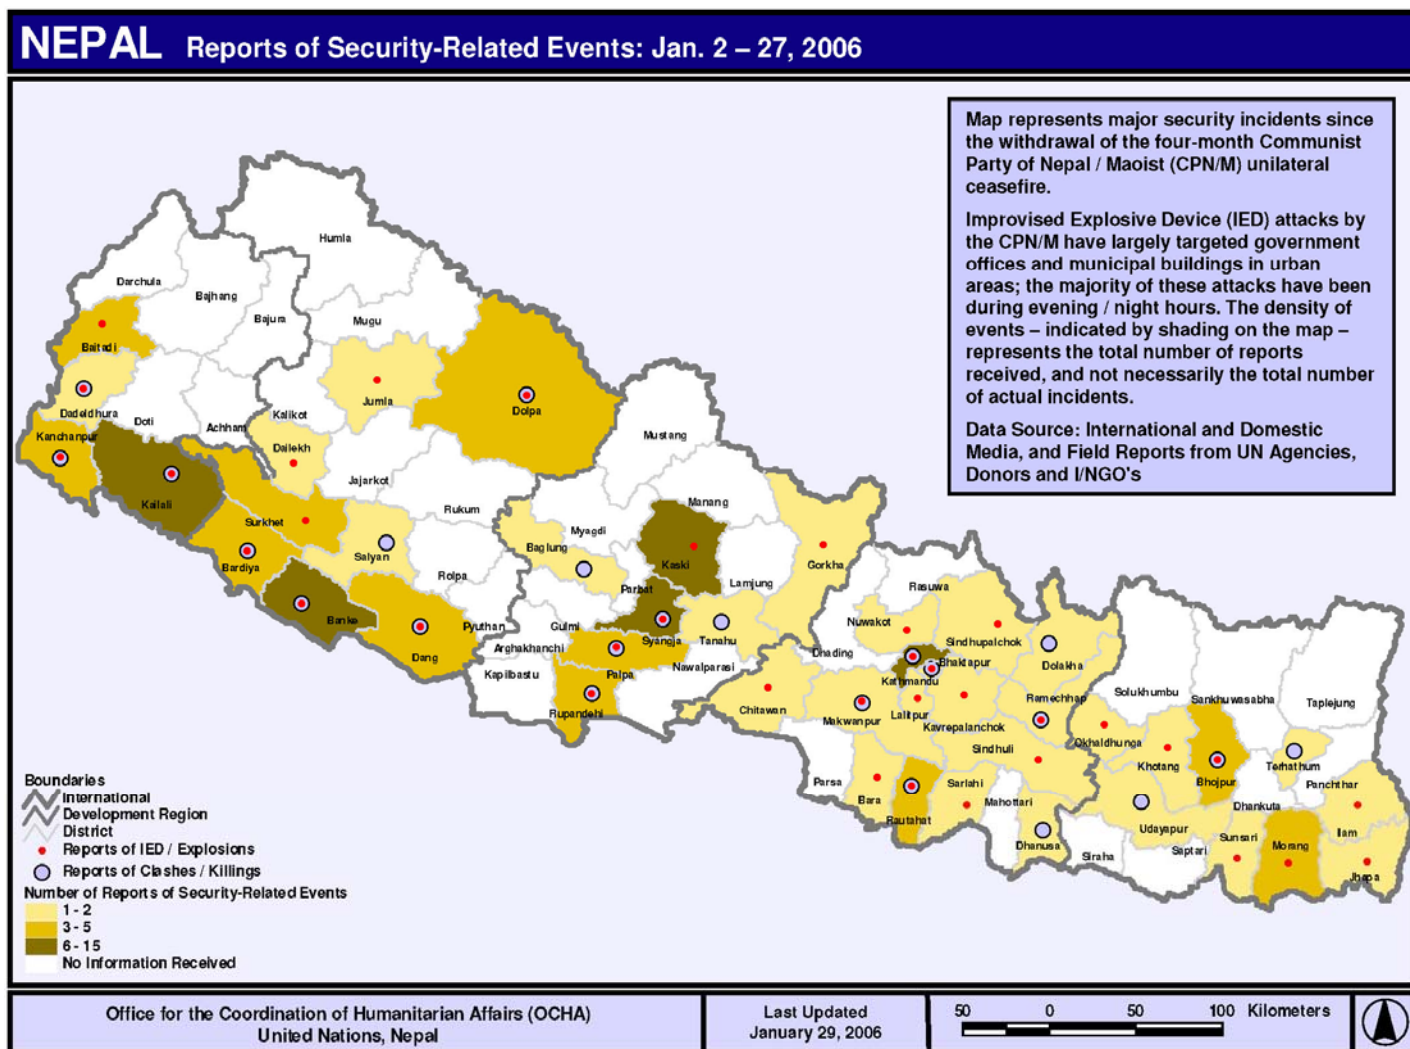 NEPAL Reports of Security-Related Events: Jan. 2 – 27, 2006
Map represents major security incidents since
the withdrawal of the four-month Communist
Party of Nepal / Maoist (CPN/M) unilateral
ceasefire.
Improvised Explosive Device (IED) attacks by
the CPN/M have largely targeted government
offices and municipal buildings in urban
areas; the majority of these attacks have been
during evening / night hours. The density of
events – indicated by shading on the map –
represents the total number of reports
received, and not necessarily the total number
of actual incidents.
Data Source: International and Domestic
Media, and Field Reports from UN Agencies,
Donors and I/NGO's
Humla
Darchula
Bajhang
Bajura
Mugu
Baitadi
Jumla
Dadeldhura
Doti
Achham
Kalikot
Dolpa
Kanchanpur
Dailekh
Mustang
Jajarkot
Kailali
Rukum
Manang
Surkhet
Myagdi
Baglung
Salyan
Kaski
Gorkha
Bardiya
Rolpa
Parbat
Lamjung
Rasuwa
Banke
Pyuthan
Gulmi
Syangja
Tanahu
Nuwakot
Sindhupalchok
Arghakhanchi
Dhading
Bhaktapur
Dolakha
Dang
Kapilbastu
Palpa
Nawalparasi
Kathmandu
Solukhumbu
Sankhuwasabha
Taplejung
Rupandehi
Chitawan
Makwanpur
Lalitpur
Kavrepalanchok
Ramechhap
Okhaldhunga
Sindhuli
Khotang
Bhojpur
Terhathum
Parsa
Bara
Sarlahi
Mahottari
Panchthar
Dhankuta
Rautahat
Dhanusa
Udayapur
Sunsari
Ilam
Siraha
Saptari
Morang
Jhapa
Boundaries
International
Development Region
District
Reports of IED / Explosions
Reports of Clashes / Killings
Number of Reports of Security-Related Events
1 - 2
3 - 5
6 - 15
No Information Received
Office for the Coordination of Humanitarian Affairs (OCHA)
United Nations, Nepal
Last Updated
January 29, 2006
50 0 50 100 Kilometers